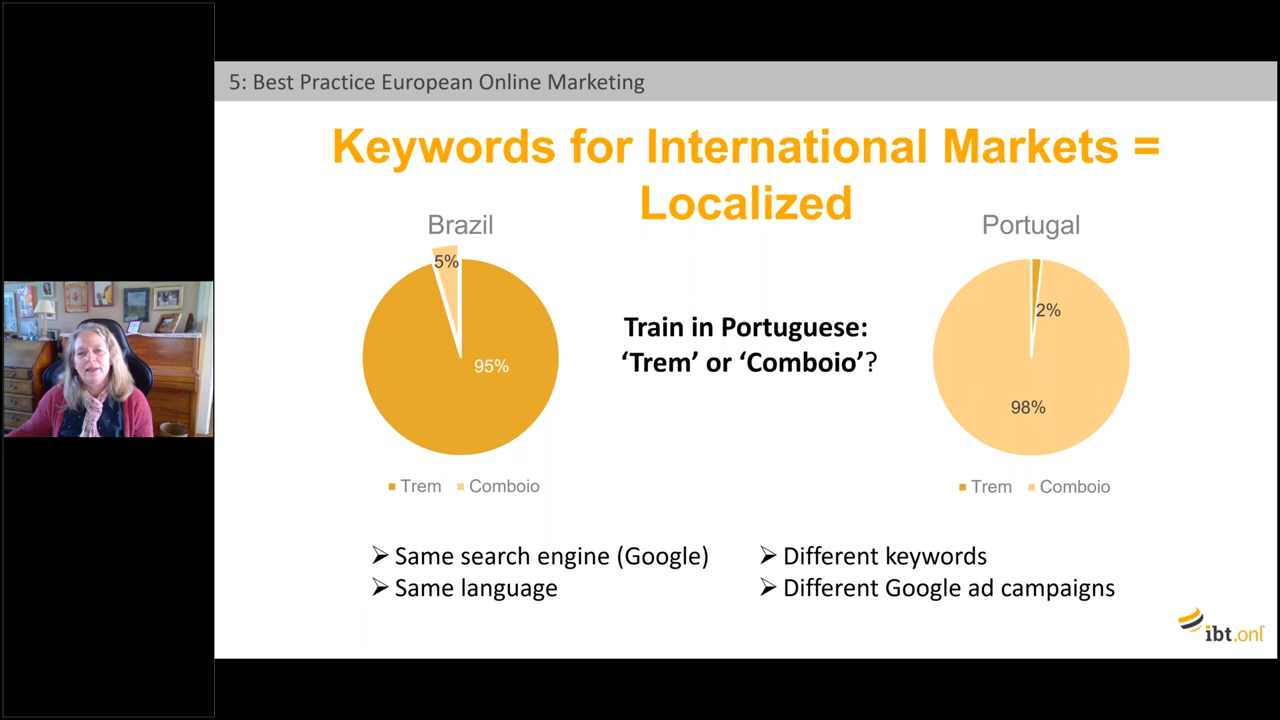 5: Best Practice European Online Marketing
Keywords for International Markets =
Localized
Brazil
5%
95%
Trem Comboio
Train in Portuguese:
‘Trem’ or ‘Comboio’?
Portugal
2%
98%
Trem Comboio
Same search engine (Google)
Same language
Different keywords
Different Google ad campaigns
ibt.onl